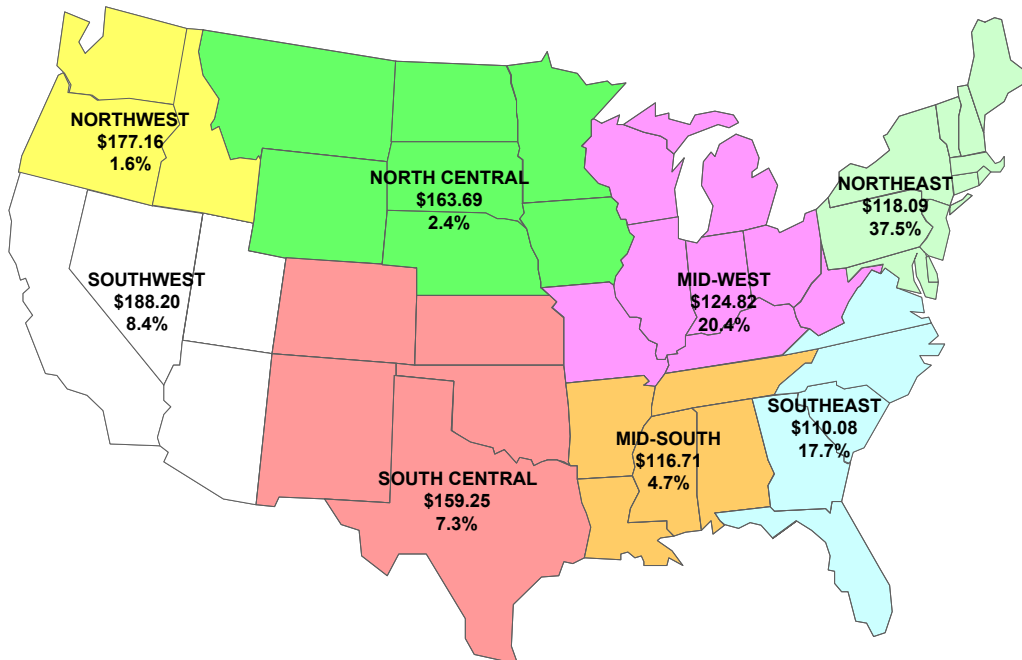 NORTHWEST
$177.16
1.6%
NORTH CENTRAL
$163.69
2.4%
NORTHEAST
$118.09
37.5%
SOUTHWEST
$188.20
8.4%
MID-WEST
$124.82
20.4%
SOUTHEAST
$110.08
17.7%
MID-SOUTH
$116.71
4.7%
SOUTH CENTRAL
$159.25
7.3%